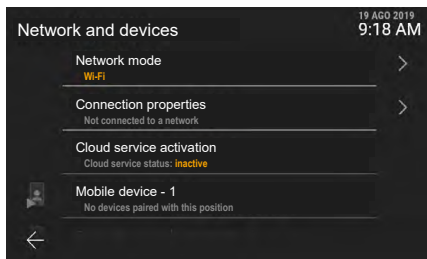 19 AGO 2019
Network and devices
9:18 AM
Network mode
Wi-Fi
Connection properties
Not connected to a network
Cloud service activation
Cloud service status: inactive
Mobile device - 1
No devices paired with this position